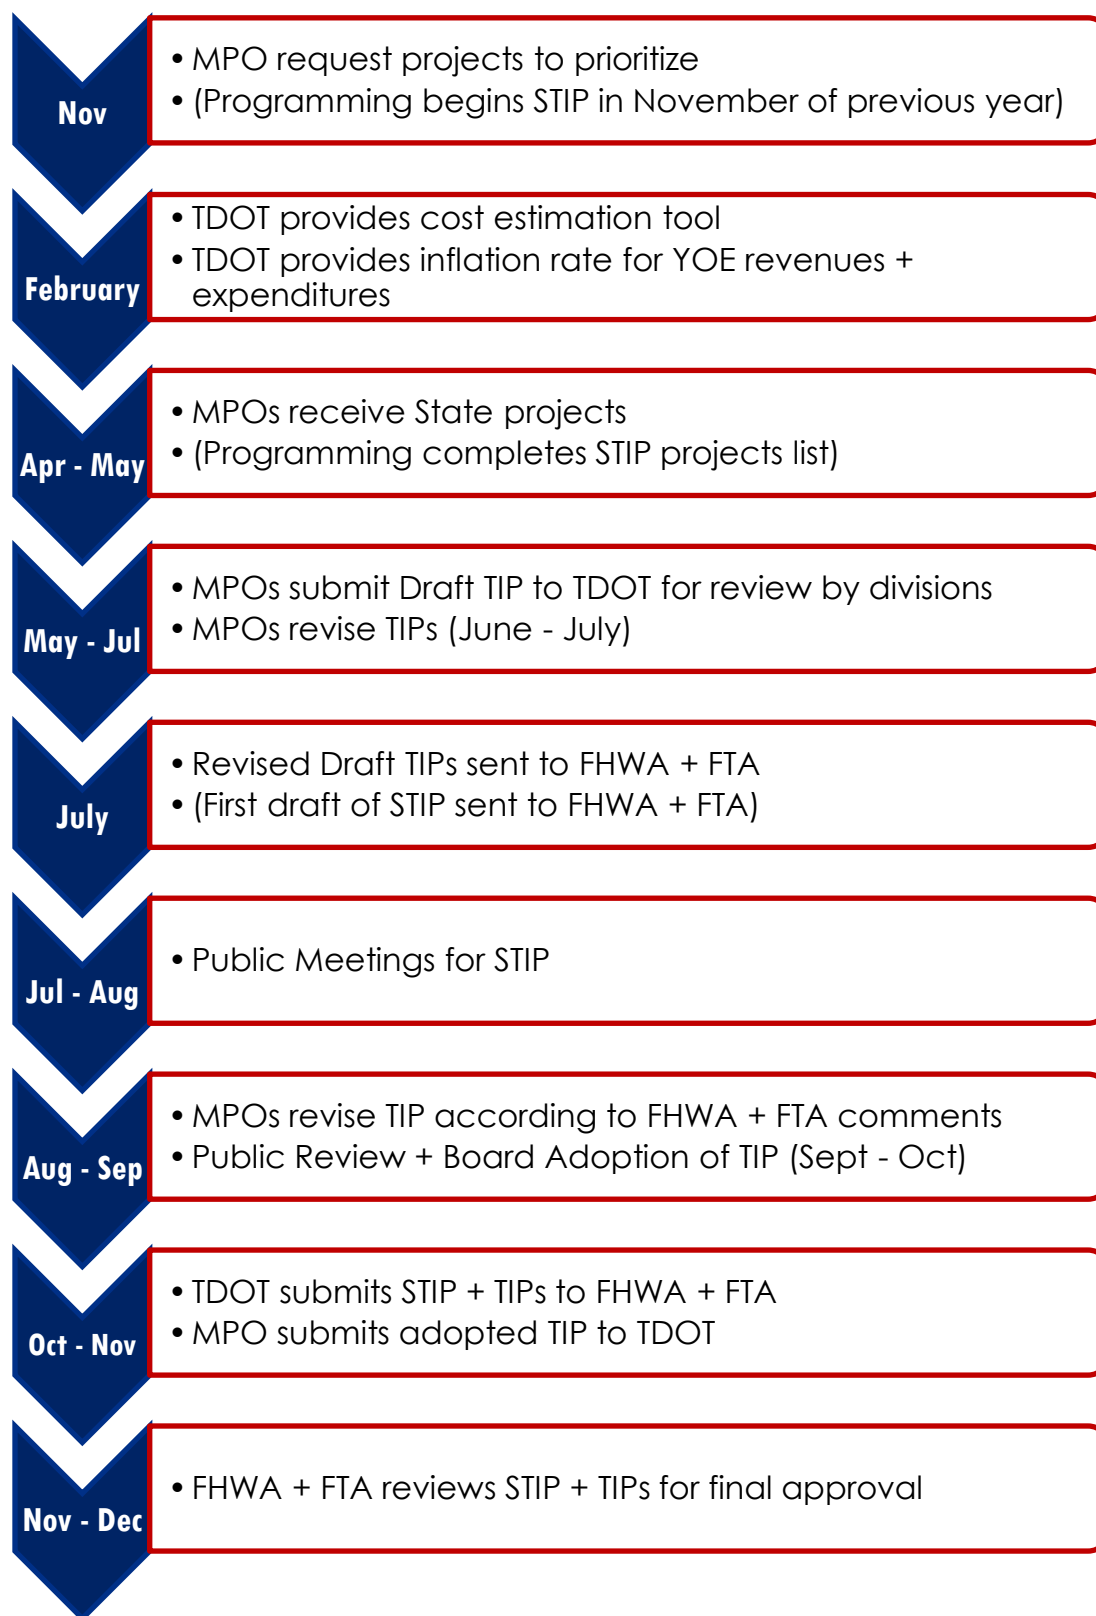 Nov
• MPO request projects to prioritize
• (Programming begins STIP in November of previous year)
February
• TDOT provides cost estimation tool
• TDOT provides inflation rate for YOE revenues +
expenditures
Apr - May
• MPOs receive State projects
• (Programming completes STIP projects list)
May - Jul
• MPOs submit Draft TIP to TDOT for review by divisions
• MPOs revise TIPs (June - July)
July
• Revised Draft TIPs sent to FHWA + FTA
• (First draft of STIP sent to FHWA + FTA)
Jul - Aug
• Public Meetings for STIP
Aug - Sep
• MPOs revise TIP according to FHWA + FTA comments
• Public Review + Board Adoption of TIP (Sept - Oct)
Oct - Nov
• TDOT submits STIP + TIPs to FHWA + FTA
• MPO submits adopted TIP to TDOT
Nov - Dec
• FHWA + FTA reviews STIP + TIPs for final approval